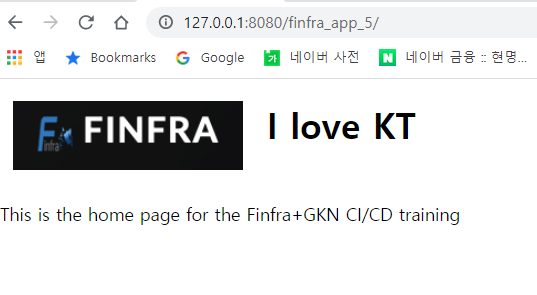 127.0.0.1:8080/finfra_app_5/
앱 Bookmarks Google 네이버 사전 네이버 금융 :: 현명...
Finfra FINFRA I love KT
This is the home page for the Finfra+GKN CI/CD training